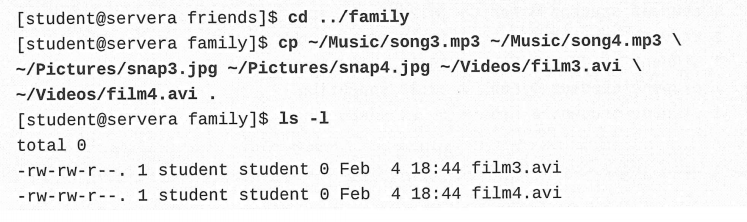 [student@servera friends]$ cd ../family
[student@servera family]$ cp ~/Music/song3.mp3 ~/Music/song4.mp3 \
~/Pictures/snap3.jpg ~/Pictures/snap4.jpg ~/Videos/film3.avi \
~/Videos/film4.avi .
[student@servera family]$ ls -l
total 0
-rw-rw-r--. 1 student student 0 Feb  4 18:44 film3.avi
-rw-rw-r--. 1 student student 0 Feb  4 18:44 film4.avi